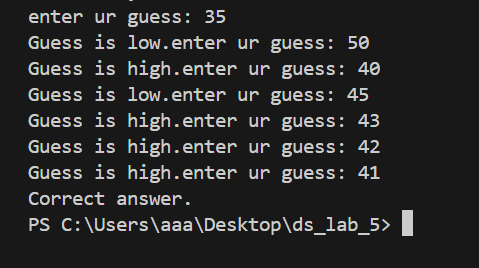 enter ur guess: 35
Guess is low.enter ur guess: 50
Guess is high.enter ur guess: 40
Guess is low.enter ur guess: 45
Guess is high.enter ur guess: 43
Guess is high.enter ur guess: 42
Guess is high.enter ur guess: 41
Correct answer.
PS C:\Users\aaa\Desktop\ds_lab_5>